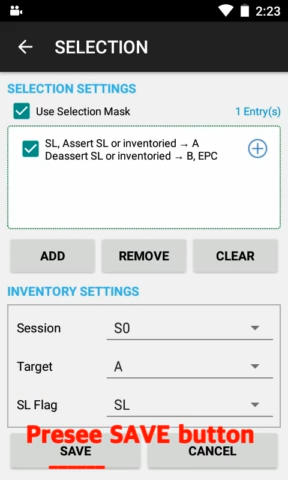 2:23
SELECTION
SELECTION SETTINGS
Use Selection Mask 1 Entry(s)
SL, Assert SL or inventoried → A
Deassert SL or inventoried → B, EPC
ADD REMOVE CLEAR
INVENTORY SETTINGS
Session S0
Target A
SL Flag SL
Presee SAVE button
SAVE CANCEL